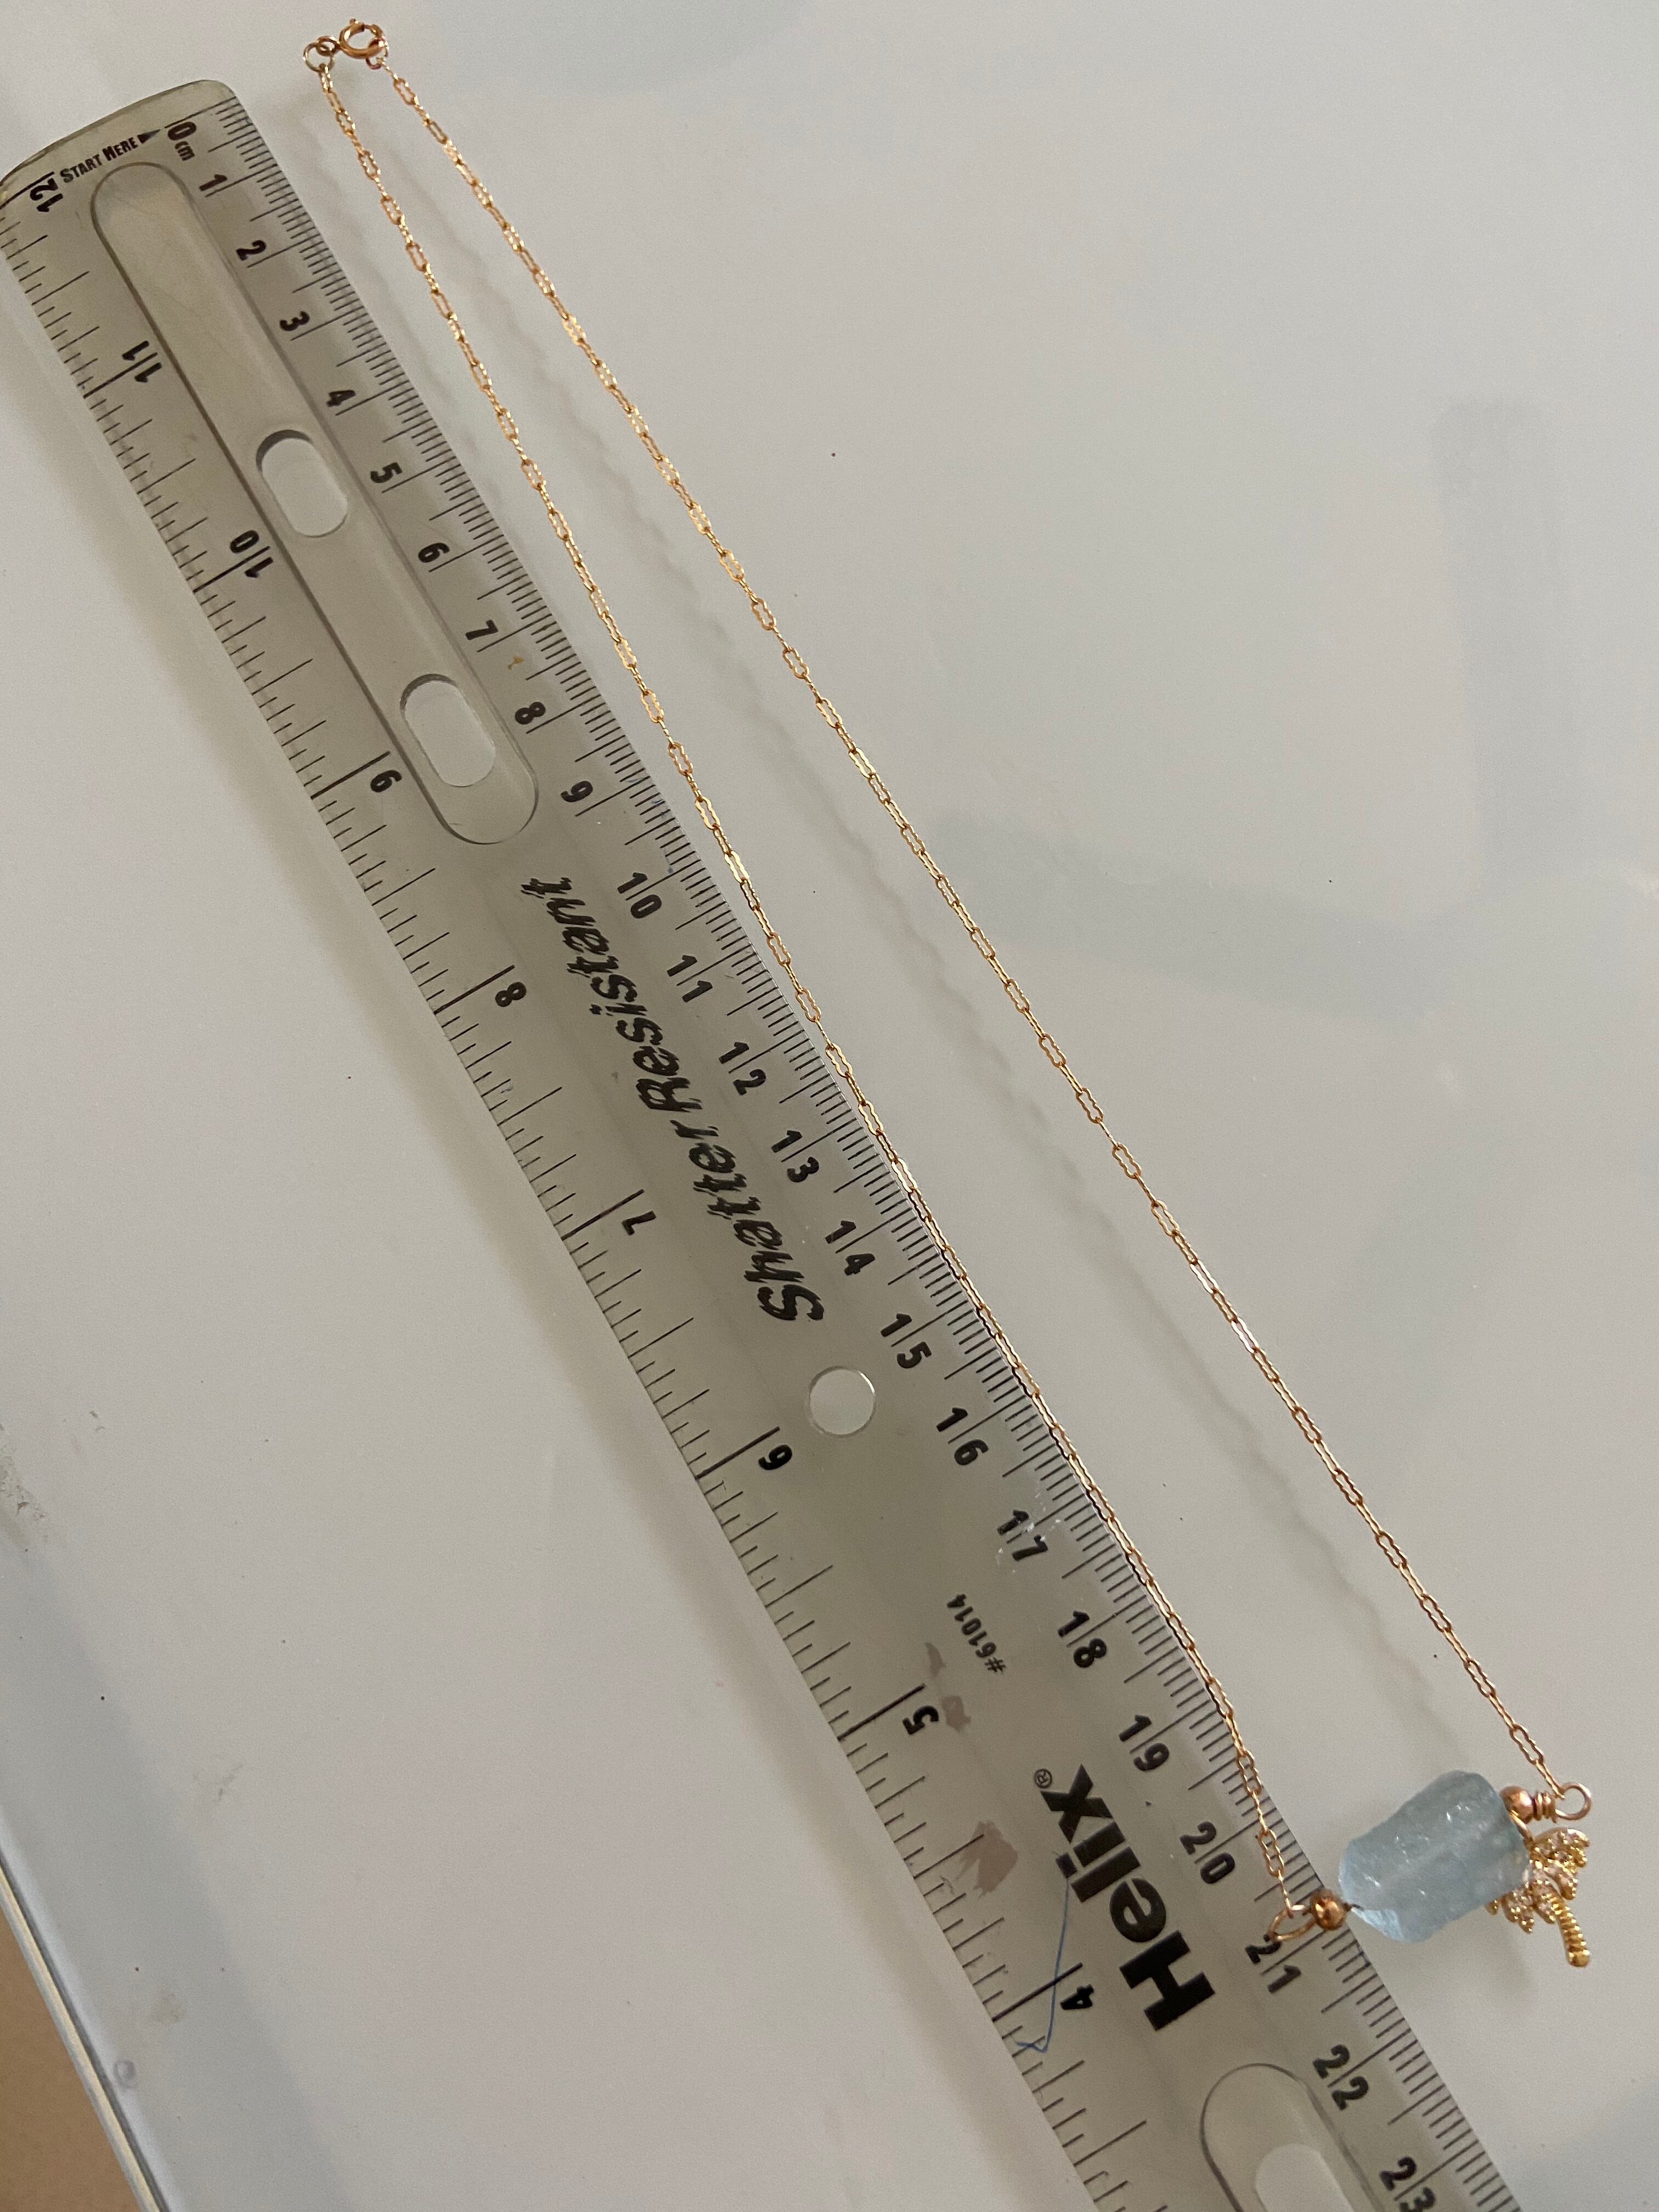 START HERE
0 cm 1 2 3 4 5 6 7 8 9 10 11 12 13 14 15 16 17 18 19 20 21 22 23
Shatter Resistant
#61014
Helix®
12 11 10 9 8 7 6 5 4